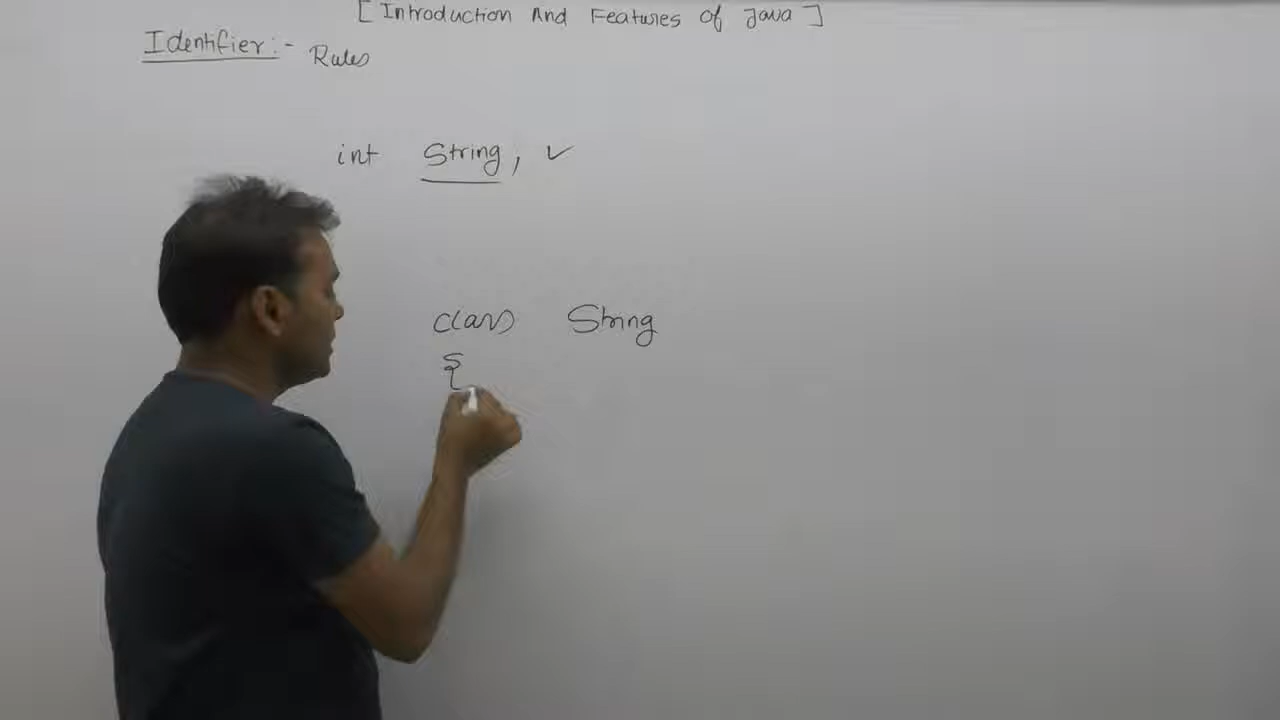 [ Introduction And Features of Java ]
Identifier:- Rules
int String, ✓
class String
{